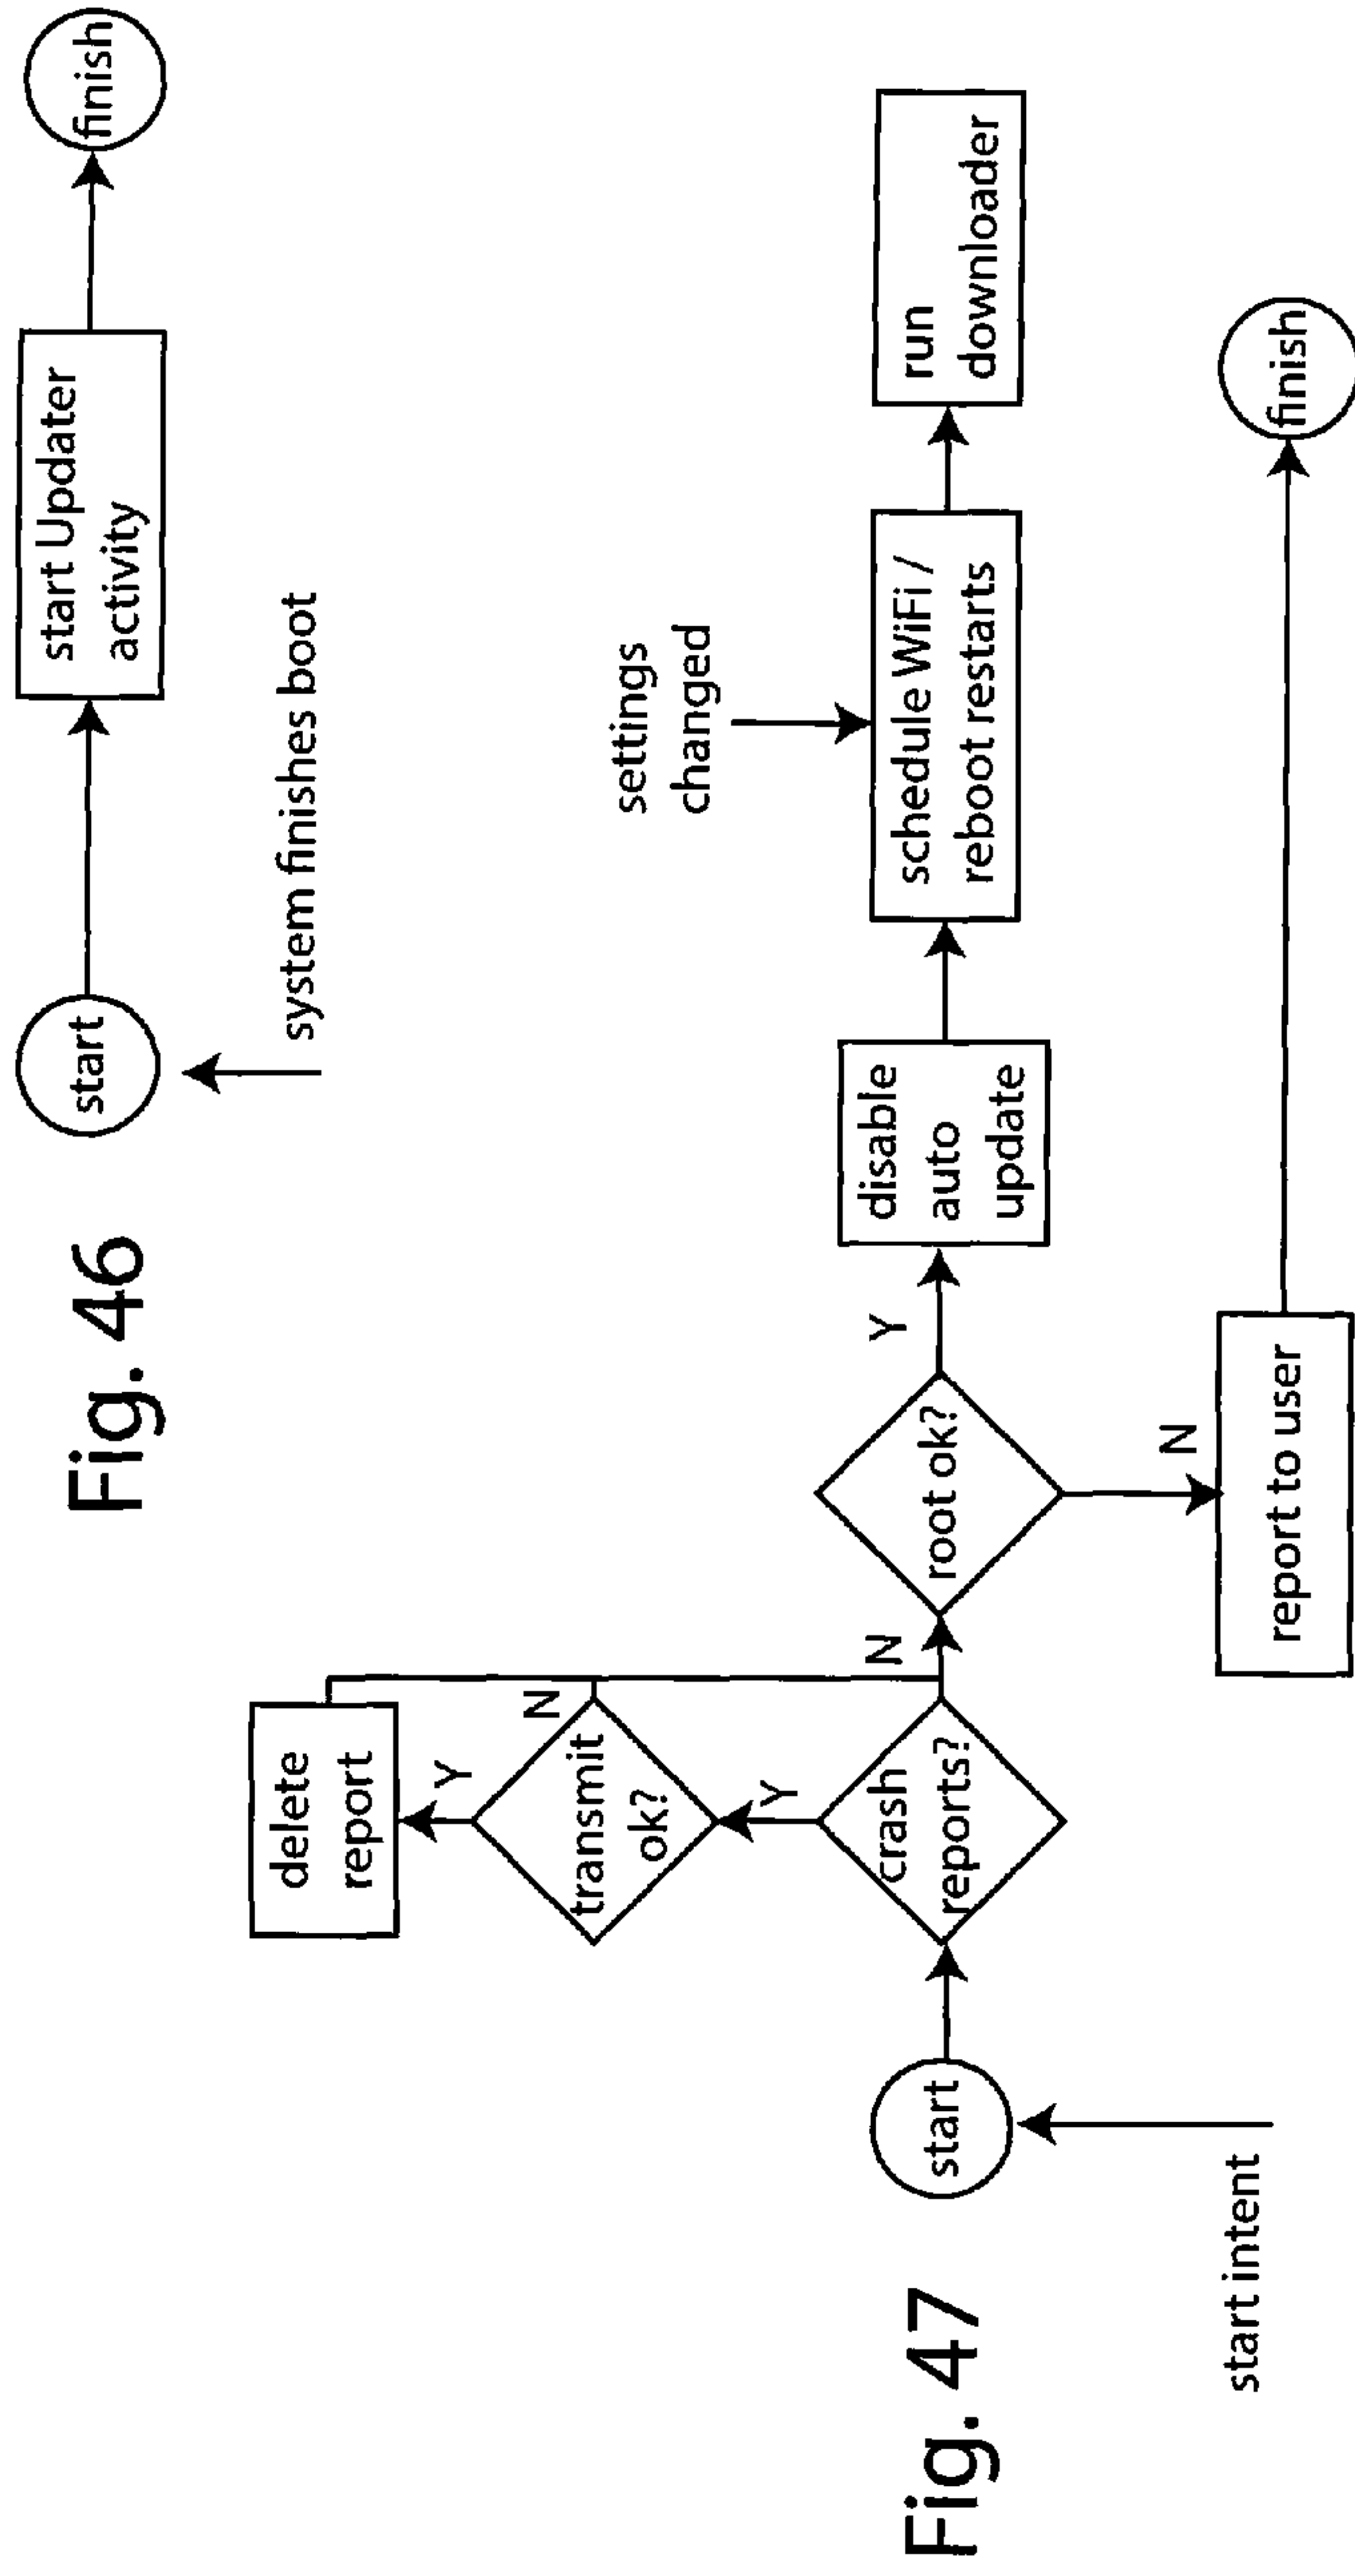 Fig. 46
start
system finishes boot
start Updater
activity
finish
Fig. 47
start intent
start
crash
reports?
Y
N
transmit
ok?
Y
N
delete
report
root ok?
Y
N
report to user
finish
disable
auto
update
settings
changed
schedule WiFi /
reboot restarts
run
downloader